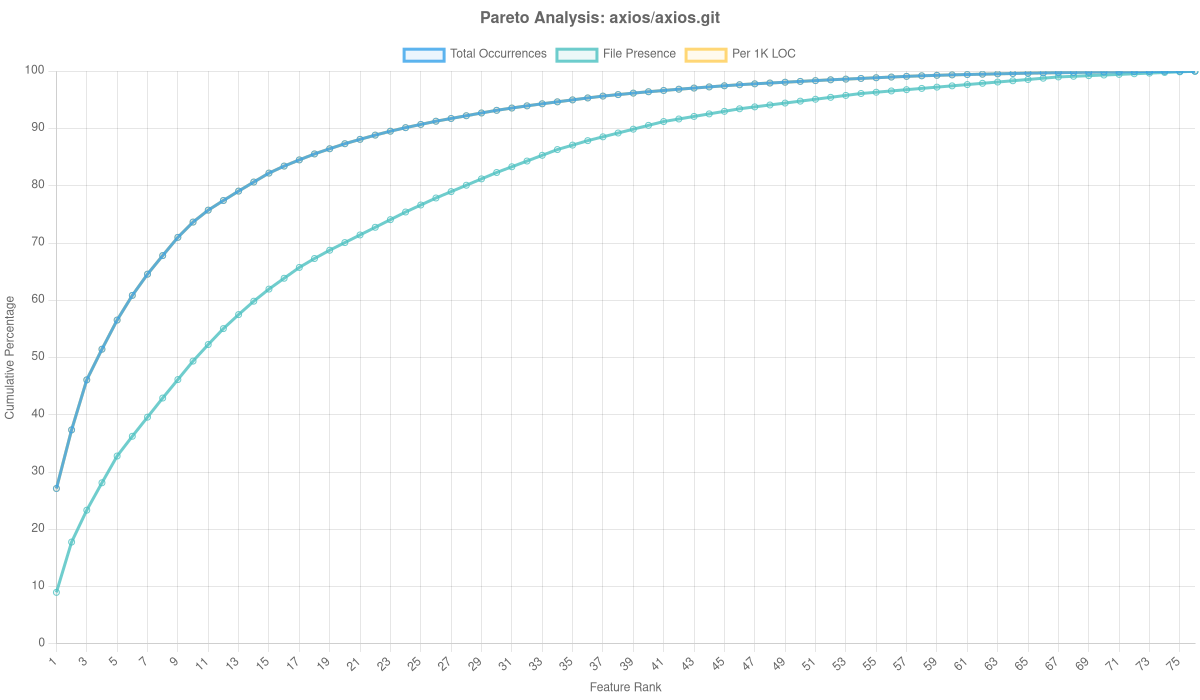 Pareto Analysis: axios/axios.git
Total Occurrences File Presence Per 1K LOC
100
90
80
70
60
50
40
30
20
10
0
Cumulative Percentage
1 3 5 7 9 11 13 15 17 19 21 23 25 27 29 31 33 35 37 39 41 43 45 47 49 51 53 55 57 59 61 63 65 67 69 71 73 75
Feature Rank